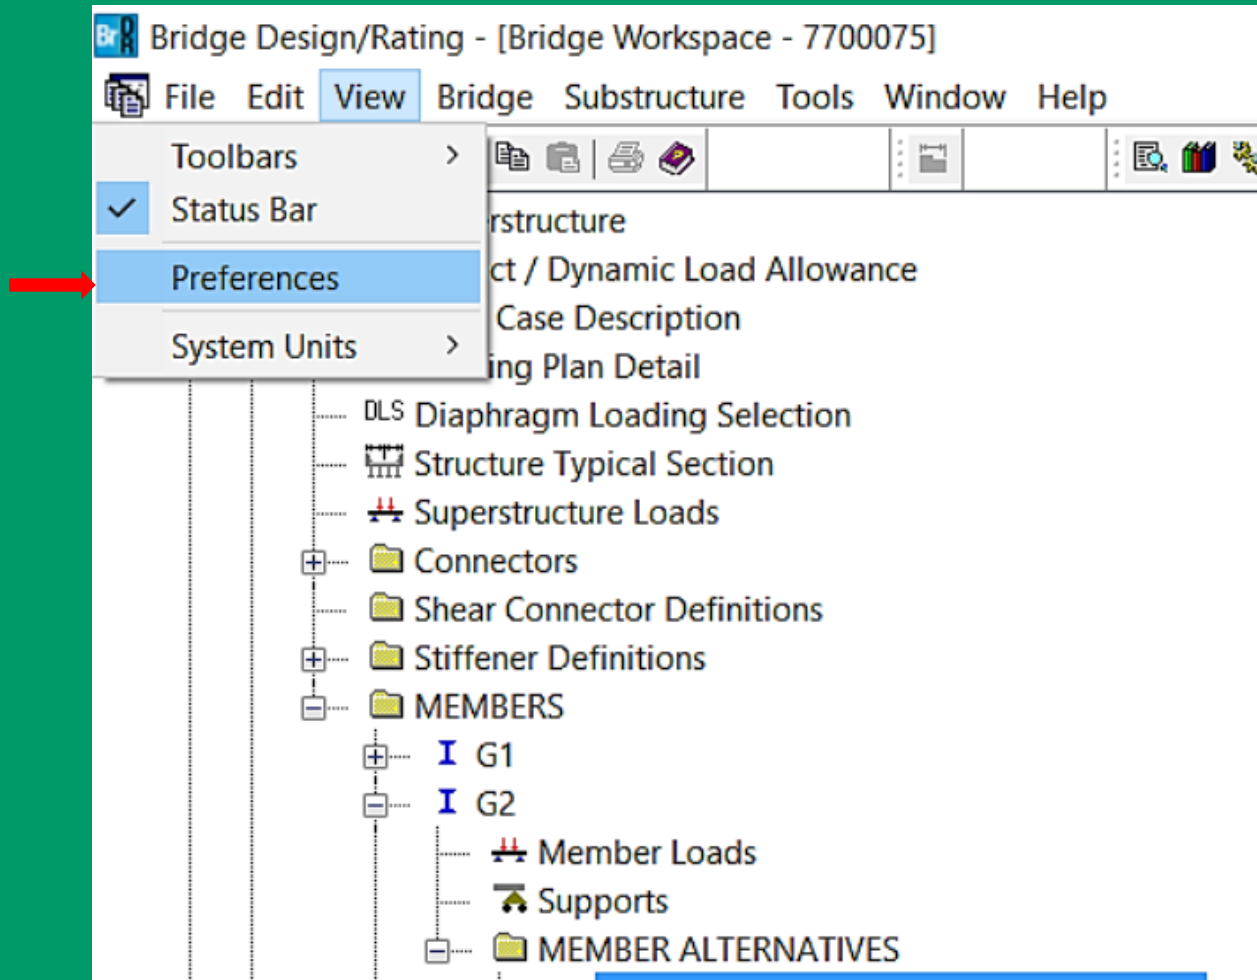 Bridge Design/Rating - [Bridge Workspace - 7700075]
File Edit View Bridge Substructure Tools Window Help
Toolbars
Status Bar
rstructure
Preferences
ct / Dynamic Load Allowance
Case Description
System Units
ing Plan Detail
DLS Diaphragm Loading Selection
Structure Typical Section
Superstructure Loads
Connectors
Shear Connector Definitions
Stiffener Definitions
MEMBERS
G1
G2
Member Loads
Supports
MEMBER ALTERNATIVES